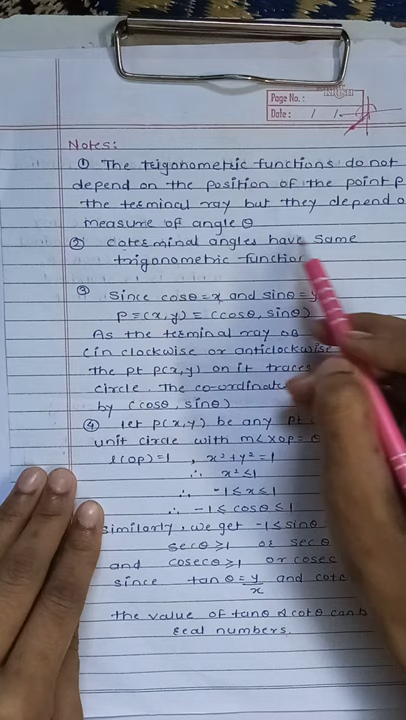 Page No. :
Date : / /
Notes:
① The trigonometric functions do not
depend on the position of the point P
the terminal ray but they depend o
measure of angle θ
② coterminal angles have same
trigonometric function
③ Since cosθ = x and sinθ = y
P = (x, y) = (cosθ, sinθ)
As the terminal ray
(in clockwise or anticlockwise
the pt P(x, y) on it traces
circle. The co-ordinate
by (cosθ, sinθ)
④ let P(x, y) be any pt
unit circle with m∠XOP = θ
l(OP) = 1 , x² + y² = 1
∴ x² ≤ 1
∴ -1 ≤ x ≤ 1
∴ -1 ≤ cosθ ≤ 1
similarly, we get -1 ≤ sinθ
secθ ≥ 1 or secθ
and cosecθ ≥ 1 or cosec
since tanθ = y/x and cot
the value of tanθ & cotθ can b
real numbers.